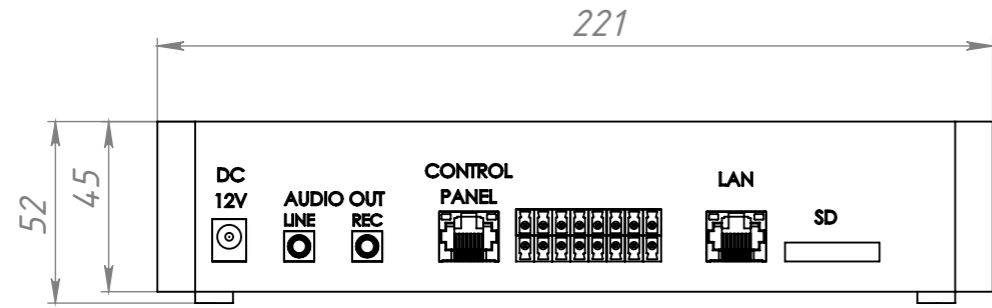 221
52
45
DC
12V
AUDIO OUT
LINE
REC
CONTROL
PANEL
LAN
SD